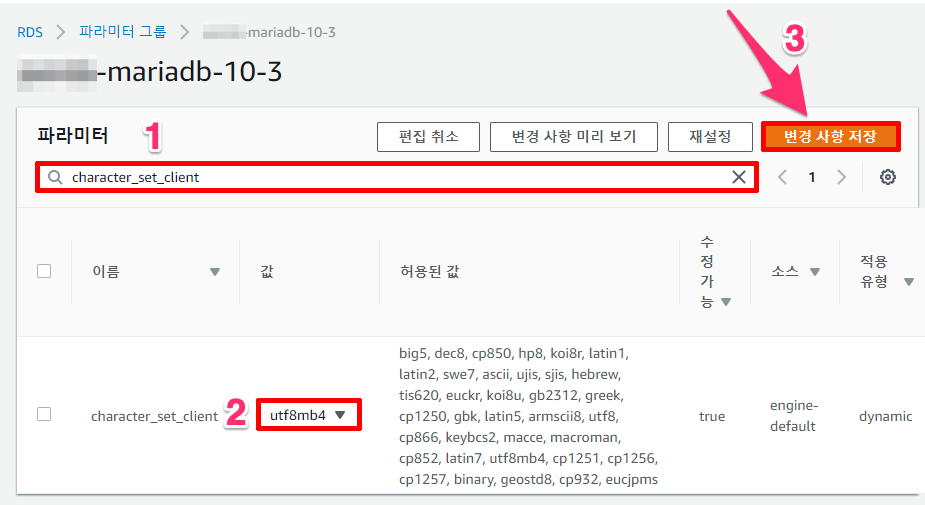 RDS > 파라미터 그룹 > -mariadb-10-3
-mariadb-10-3
3
파라미터
1
편집 취소
변경 사항 미리 보기
재설정
변경 사항 저장
character_set_client
1
이름
값
허용된 값
수
정
가
능
소스
적용
유형
character_set_client
2
utf8mb4
big5, dec8, cp850, hp8, koi8r, latin1,
latin2, swe7, ascii, ujis, sjis, hebrew,
tis620, euckr, koi8u, gb2312, greek,
cp1250, gbk, latin5, armscii8, utf8,
cp866, keybcs2, macce, macroman,
cp852, latin7, utf8mb4, cp1251, cp1256,
cp1257, binary, geostd8, cp932, eucjpms
true
engine-
default
dynamic